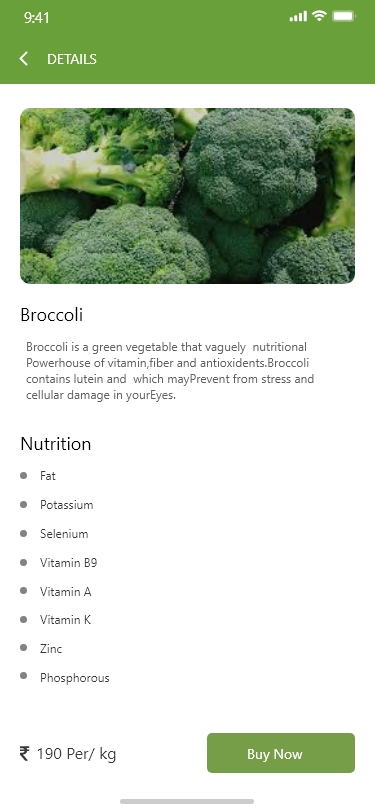 9:41
DETAILS
Broccoli
Broccoli is a green vegetable that vaguely  nutritional
Powerhouse of vitamin,fiber and antioxidents.Broccoli
contains lutein and  which mayPrevent from stress and
cellular damage in yourEyes.
Nutrition
Fat
Potassium
Selenium
Vitamin B9
Vitamin A
Vitamin K
Zinc
Phosphorous
₹ 190 Per/ kg
Buy Now